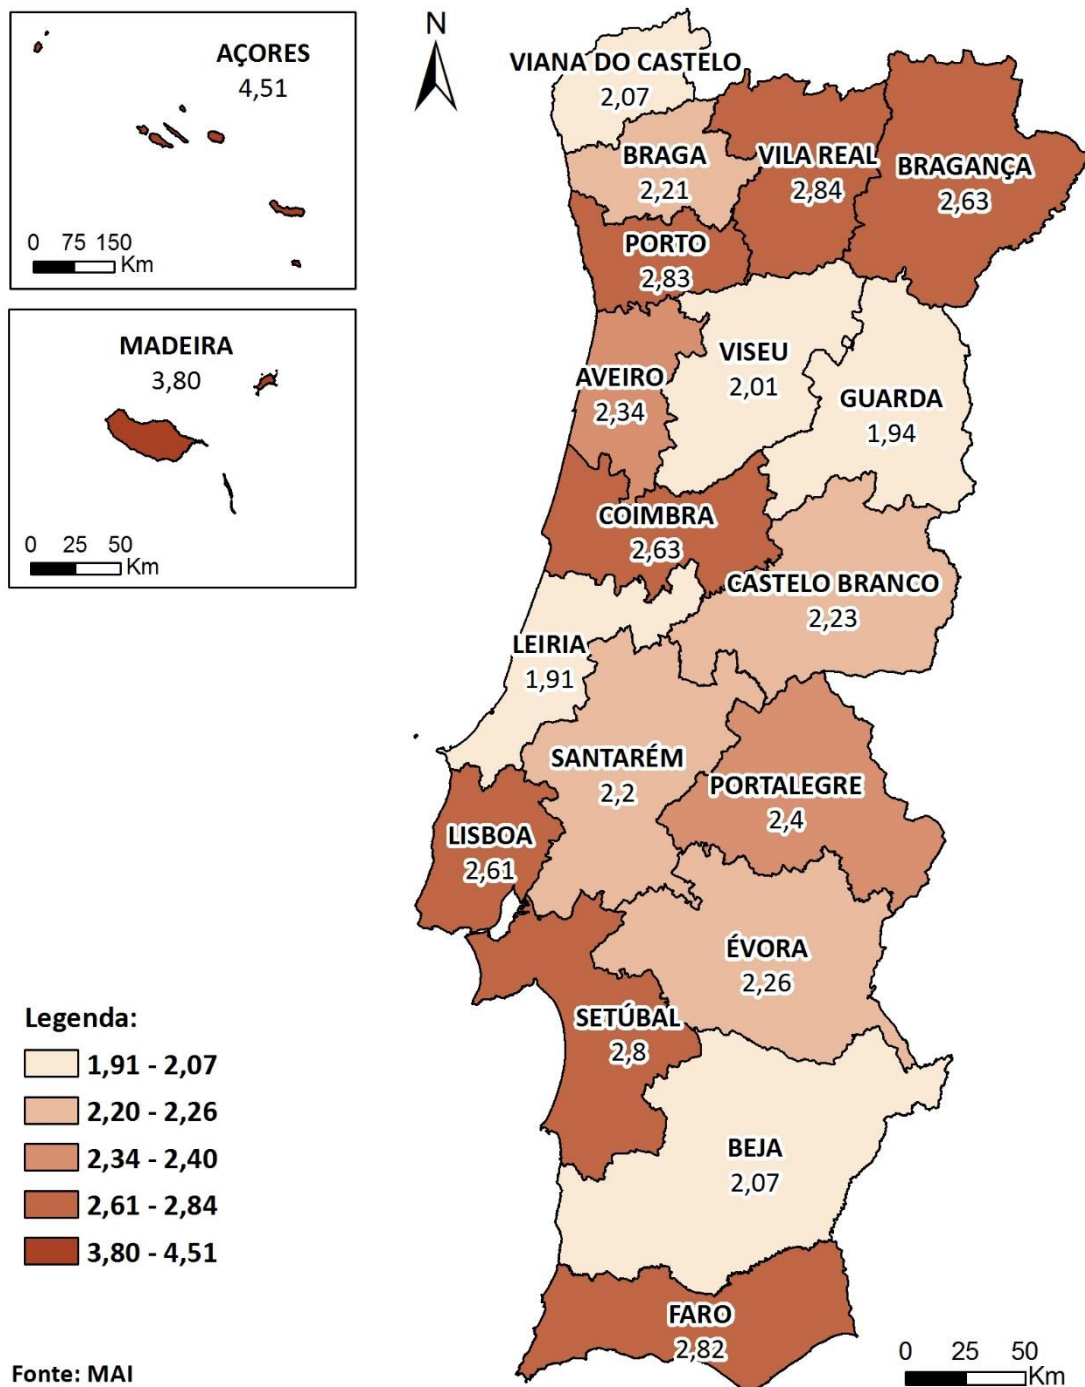 AÇORES
4,51
0 75 150
Km
MADEIRA
3,80
0 25 50
Km
N
VIANA DO CASTELO
2,07
BRAGA
2,21
VILA REAL
2,84
BRAGANÇA
2,63
PORTO
2,83
VISEU
2,01
AVEIRO
2,34
GUARDA
1,94
COIMBRA
2,63
CASTELO BRANCO
2,23
LEIRIA
1,91
SANTARÉM
2,2
PORTALEGRE
2,4
LISBOA
2,61
ÉVORA
2,26
SETÚBAL
2,8
BEJA
2,07
FARO
2,82
Legenda:
1,91 - 2,07
2,20 - 2,26
2,34 - 2,40
2,61 - 2,84
3,80 - 4,51
Fonte: MAI
0 25 50
Km